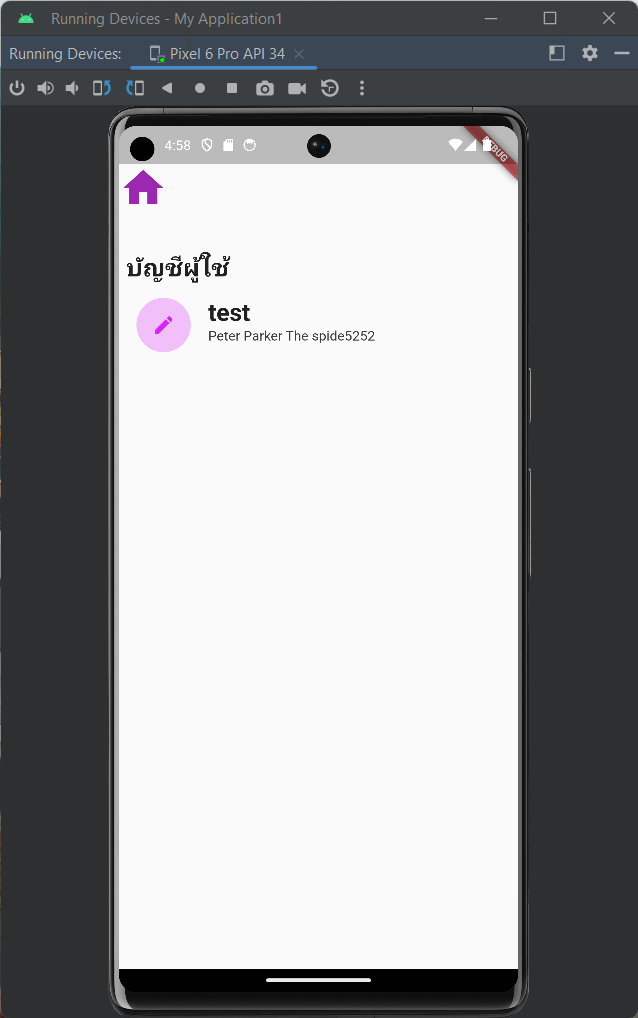 Running Devices - My Application1
Running Devices: Pixel 6 Pro API 34
4:58
DEBUG
บัญชีผู้ใช้
test
Peter Parker The spide5252